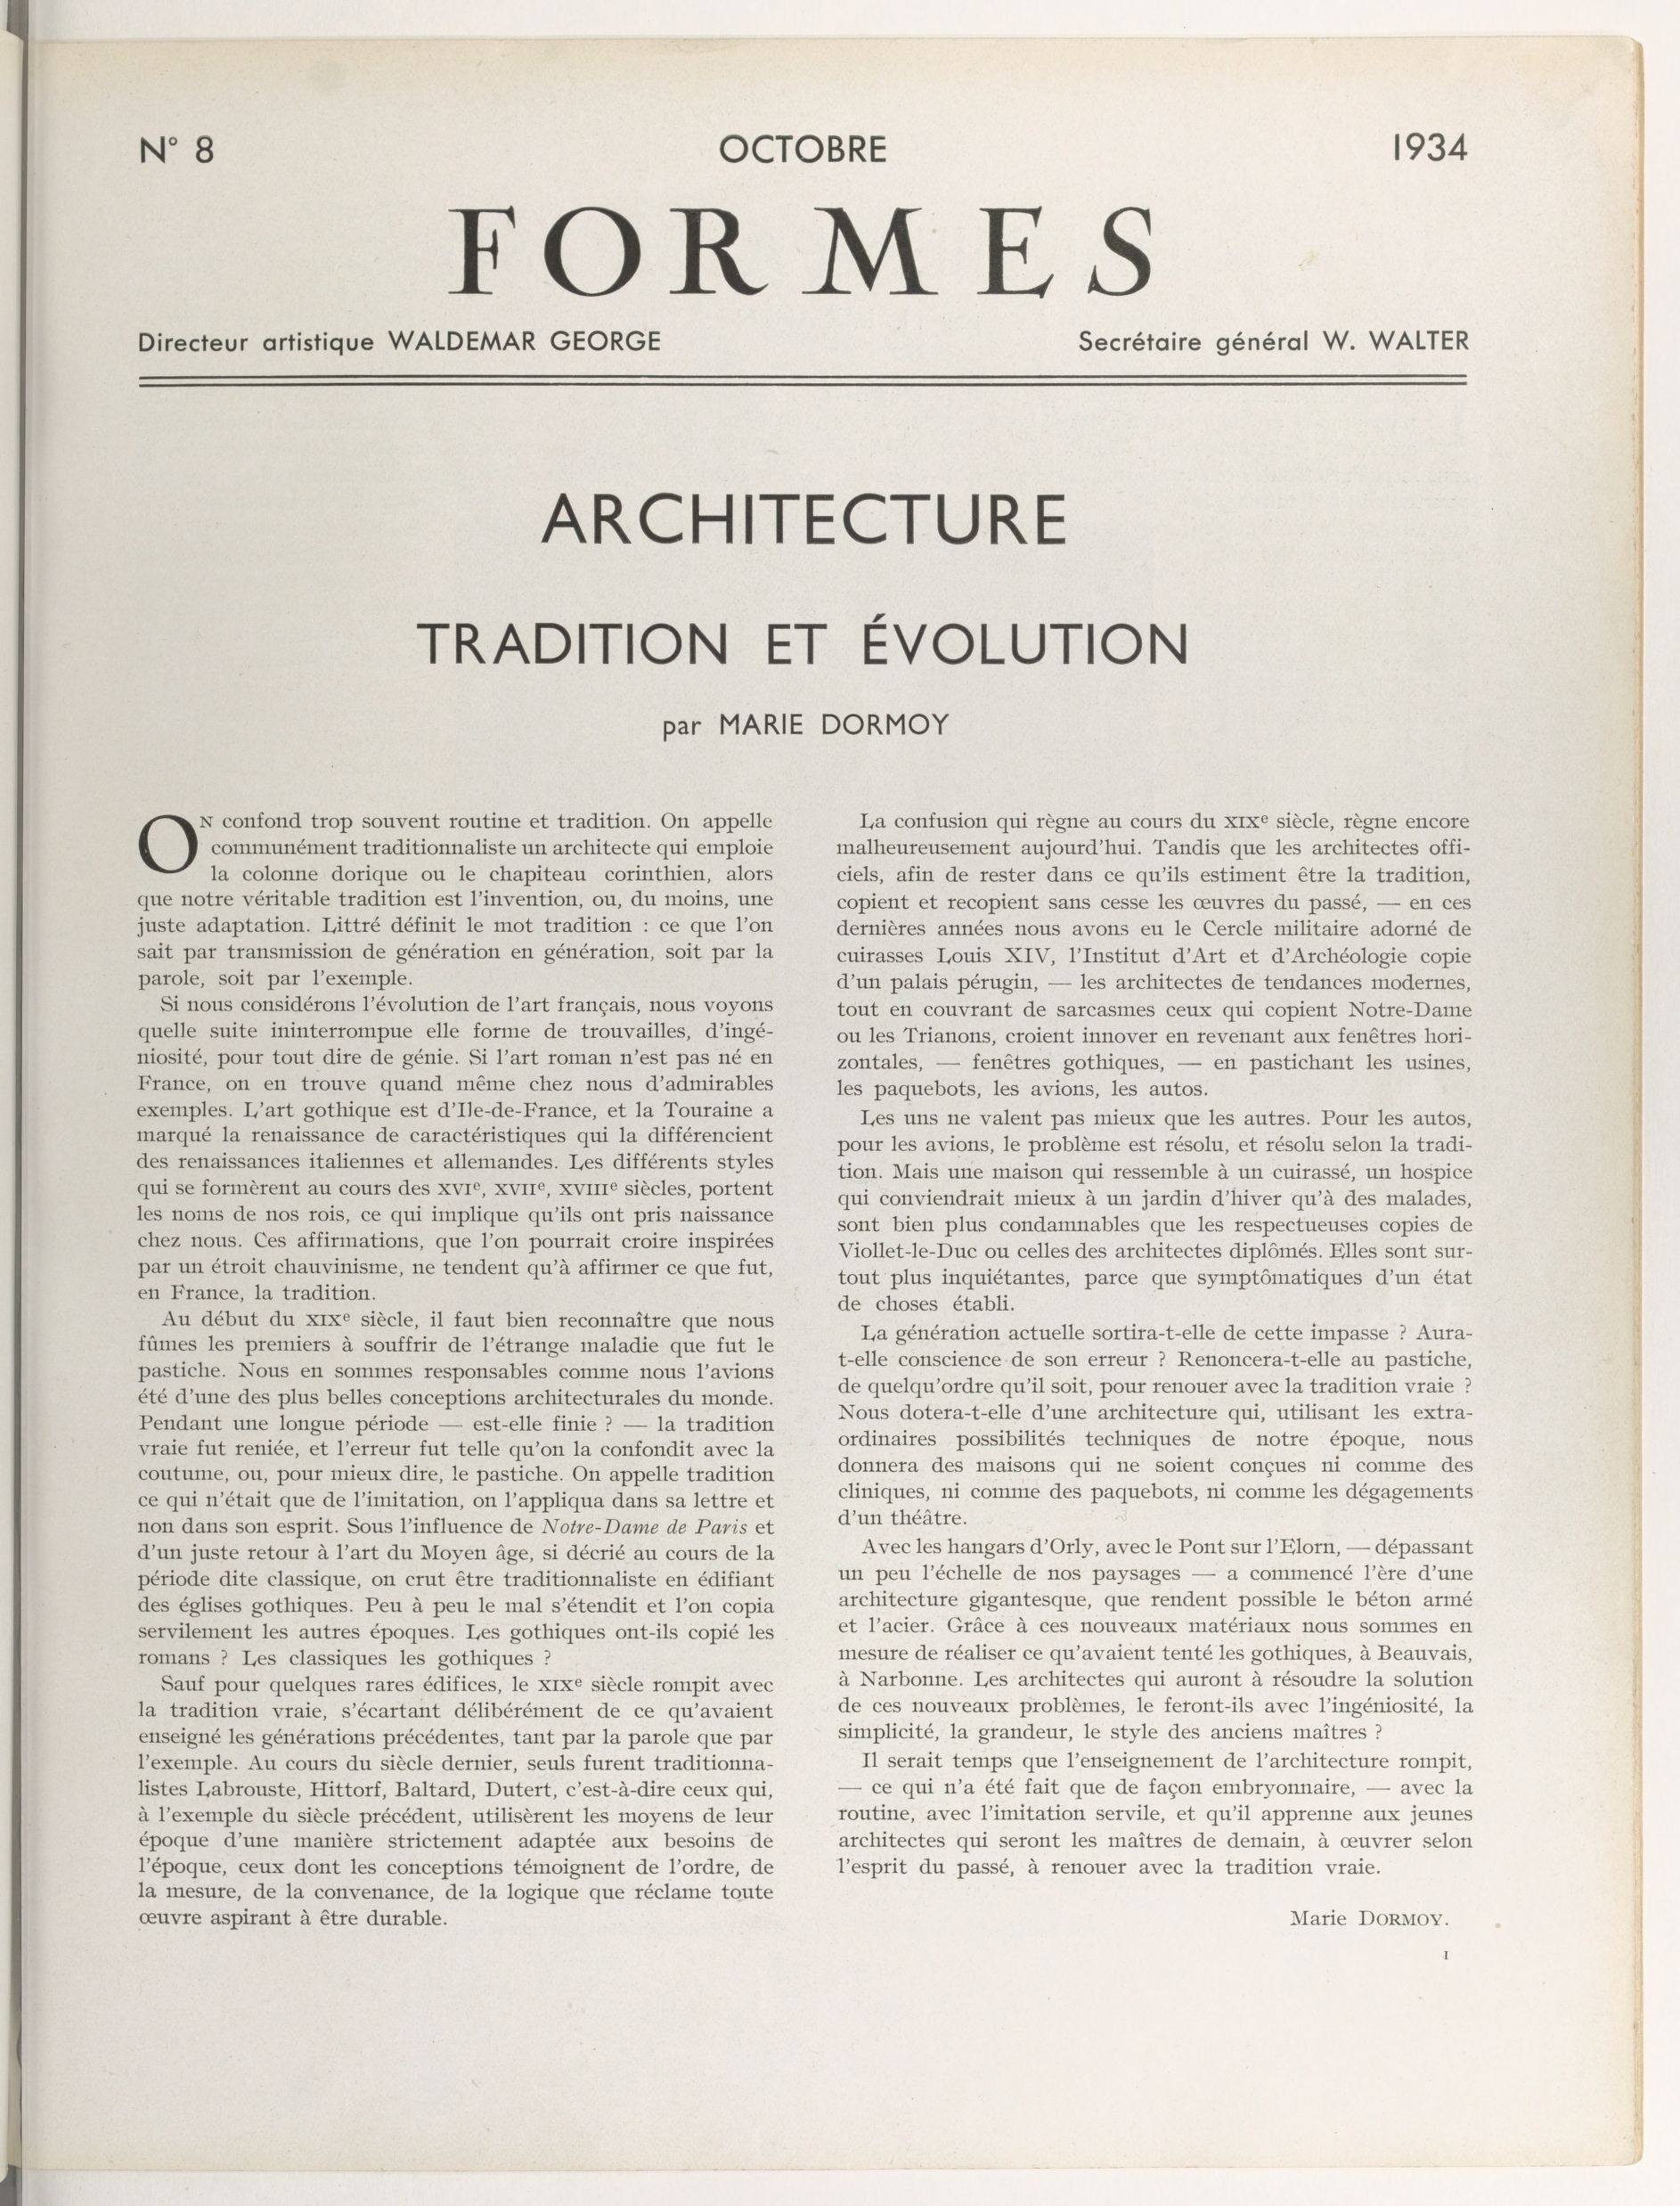 N° 8 OCTOBRE 1934
FORMES
Directeur artistique WALDEMAR GEORGE Secrétaire général W. WALTER
ARCHITECTURE
TRADITION ET ÉVOLUTION
par MARIE DORMOY
ON confond trop souvent routine et tradition. On appelle
communément traditionnaliste un architecte qui emploie
la colonne dorique ou le chapiteau corinthien, alors
que notre véritable tradition est l'invention, ou, du moins, une
juste adaptation. Littré définit le mot tradition : ce que l'on
sait par transmission de génération en génération, soit par la
parole, soit par l'exemple.
Si nous considérons l'évolution de l'art français, nous voyons
quelle suite ininterrompue elle forme de trouvailles, d'ingé-
niosité, pour tout dire de génie. Si l'art roman n'est pas né en
France, on en trouve quand même chez nous d'admirables
exemples. L'art gothique est d'Ile-de-France, et la Touraine a
marqué la renaissance de caractéristiques qui la différencient
des renaissances italiennes et allemandes. Les différents styles
qui se formèrent au cours des XVIe, XVIIe, XVIIIe siècles, portent
les noms de nos rois, ce qui implique qu'ils ont pris naissance
chez nous. Ces affirmations, que l'on pourrait croire inspirées
par un étroit chauvinisme, ne tendent qu'à affirmer ce que fut,
en France, la tradition.
Au début du XIXe siècle, il faut bien reconnaître que nous
fûmes les premiers à souffrir de l'étrange maladie que fut le
pastiche. Nous en sommes responsables comme nous l'avions
été d'une des plus belles conceptions architecturales du monde.
Pendant une longue période — est-elle finie ? — la tradition
vraie fut reniée, et l'erreur fut telle qu'on la confondit avec la
coutume, ou, pour mieux dire, le pastiche. On appelle tradition
ce qui n'était que de l'imitation, on l'appliqua dans sa lettre et
non dans son esprit. Sous l'influence de Notre-Dame de Paris et
d'un juste retour à l'art du Moyen âge, si décrié au cours de la
période dite classique, on crut être traditionnaliste en édifiant
des églises gothiques. Peu à peu le mal s'étendit et l'on copia
servilement les autres époques. Les gothiques ont-ils copié les
romans ? Les classiques les gothiques ?
Sauf pour quelques rares édifices, le XIXe siècle rompit avec
la tradition vraie, s'écartant délibérément de ce qu'avaient
enseigné les générations précédentes, tant par la parole que par
l'exemple. Au cours du siècle dernier, seuls furent traditionna-
listes Labrouste, Hittorf, Baltard, Dutert, c'est-à-dire ceux qui,
à l'exemple du siècle précédent, utilisèrent les moyens de leur
époque d'une manière strictement adaptée aux besoins de
l'époque, ceux dont les conceptions témoignent de l'ordre, de
la mesure, de la convenance, de la logique que réclame toute
œuvre aspirant à être durable.
La confusion qui règne au cours du XIXe siècle, règne encore
malheureusement aujourd'hui. Tandis que les architectes offi-
ciels, afin de rester dans ce qu'ils estiment être la tradition,
copient et recopient sans cesse les œuvres du passé, — en ces
dernières années nous avons eu le Cercle militaire adorné de
cuirasses Louis XIV, l'Institut d'Art et d'Archéologie copie
d'un palais pérugin, — les architectes de tendances modernes,
tout en couvrant de sarcasmes ceux qui copient Notre-Dame
ou les Trianons, croient innover en revenant aux fenêtres hori-
zontales, — fenêtres gothiques, — en pastichant les usines,
les paquebots, les avions, les autos.
Les uns ne valent pas mieux que les autres. Pour les autos,
pour les avions, le problème est résolu, et résolu selon la tradi-
tion. Mais une maison qui ressemble à un cuirassé, un hospice
qui conviendrait mieux à un jardin d'hiver qu'à des malades,
sont bien plus condamnables que les respectueuses copies de
Viollet-le-Duc ou celles des architectes diplômés. Elles sont sur-
tout plus inquiétantes, parce que symptômatiques d'un état
de choses établi.
La génération actuelle sortira-t-elle de cette impasse ? Aura-
t-elle conscience de son erreur ? Renoncera-t-elle au pastiche,
de quelqu'ordre qu'il soit, pour renouer avec la tradition vraie ?
Nous dotera-t-elle d'une architecture qui, utilisant les extra-
ordinaires possibilités techniques de notre époque, nous
donnera des maisons qui ne soient conçues ni comme des
cliniques, ni comme des paquebots, ni comme les dégagements
d'un théâtre.
Avec les hangars d'Orly, avec le Pont sur l'Elorn, — dépassant
un peu l'échelle de nos paysages — a commencé l'ère d'une
architecture gigantesque, que rendent possible le béton armé
et l'acier. Grâce à ces nouveaux matériaux nous sommes en
mesure de réaliser ce qu'avaient tenté les gothiques, à Beauvais,
à Narbonne. Les architectes qui auront à résoudre la solution
de ces nouveaux problèmes, le feront-ils avec l'ingéniosité, la
simplicité, la grandeur, le style des anciens maîtres ?
Il serait temps que l'enseignement de l'architecture rompit,
— ce qui n'a été fait que de façon embryonnaire, — avec la
routine, avec l'imitation servile, et qu'il apprenne aux jeunes
architectes qui seront les maîtres de demain, à œuvrer selon
l'esprit du passé, à renouer avec la tradition vraie.
Marie DORMOY.
I